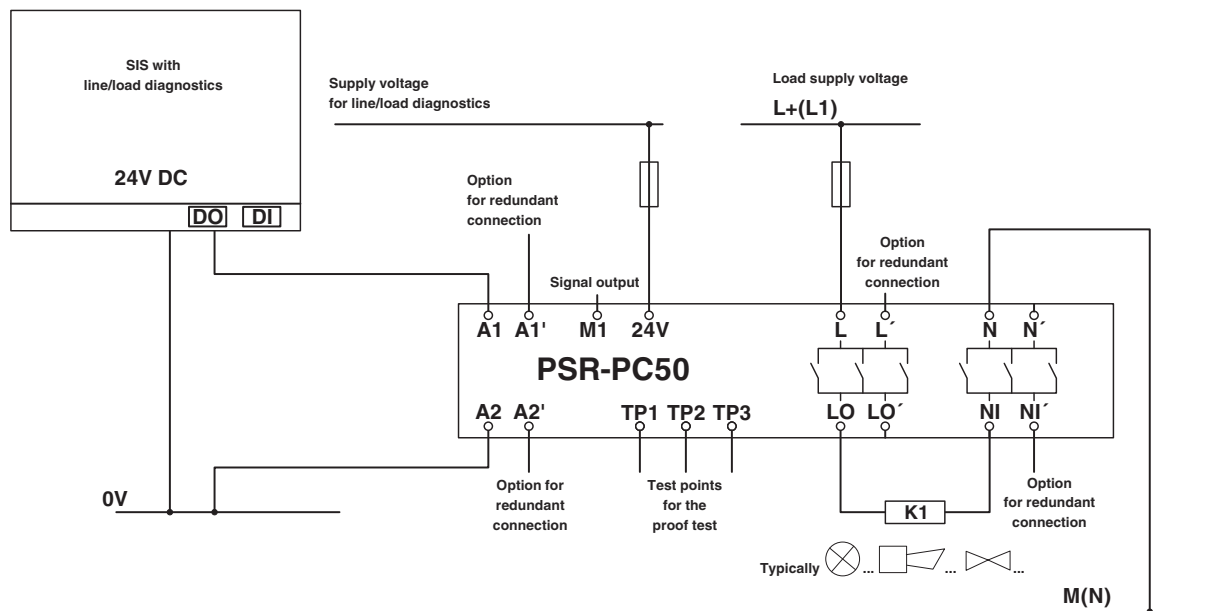 SIS with
line/load diagnostics
24V DC
DO DI
Supply voltage
for line/load diagnostics
Load supply voltage
L+(L1)
Option
for redundant
connection
Signal output
Option
for redundant
connection
A1 A1' M1 24V L L´ N N´
PSR-PC50
A2 A2' TP1 TP2 TP3 LO LO´ NI NI´
0V
Option for
redundant
connection
Test points
for the
proof test
K1
Option
for redundant
connection
Typically ... ... ...
M(N)